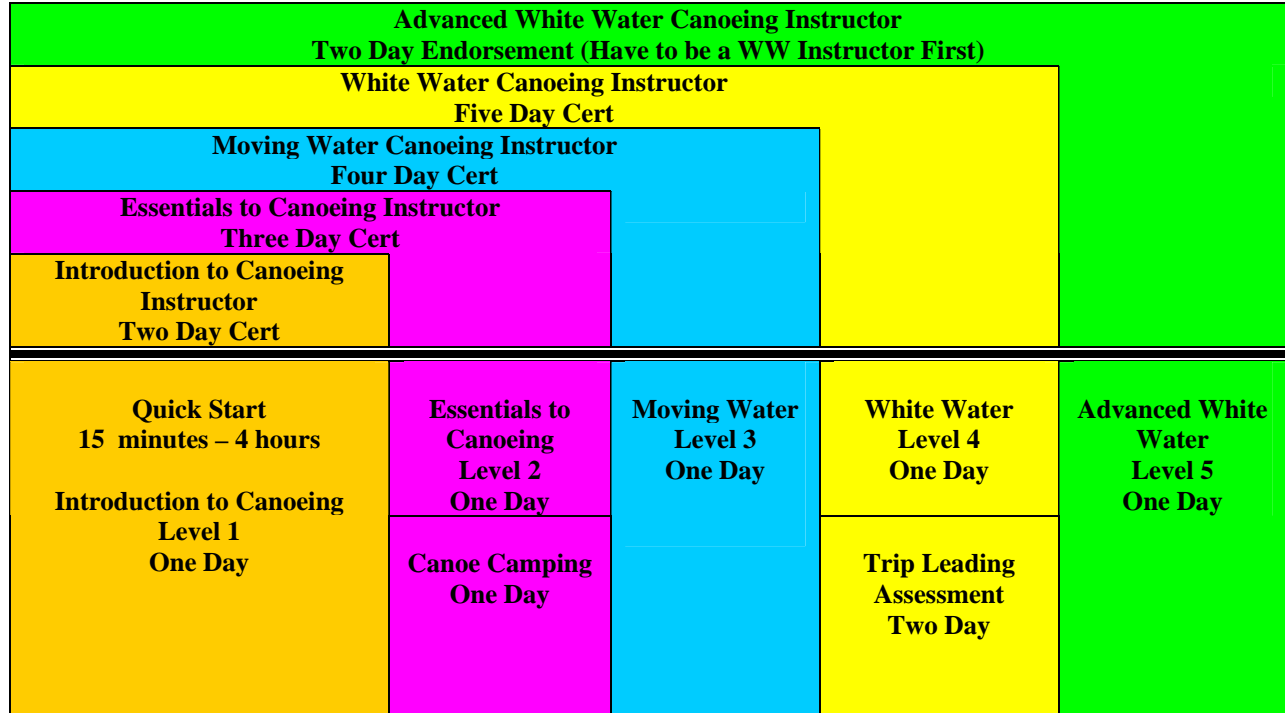 Advanced White Water Canoeing Instructor
Two Day Endorsement (Have to be a WW Instructor First)
White Water Canoeing Instructor
Five Day Cert
Moving Water Canoeing Instructor
Four Day Cert
Essentials to Canoeing Instructor
Three Day Cert
Introduction to Canoeing
Instructor
Two Day Cert
Quick Start
15 minutes – 4 hours
Introduction to Canoeing
Level 1
One Day
Essentials to
Canoeing
Level 2
One Day
Canoe Camping
One Day
Moving Water
Level 3
One Day
White Water
Level 4
One Day
Trip Leading
Assessment
Two Day
Advanced White
Water
Level 5
One Day